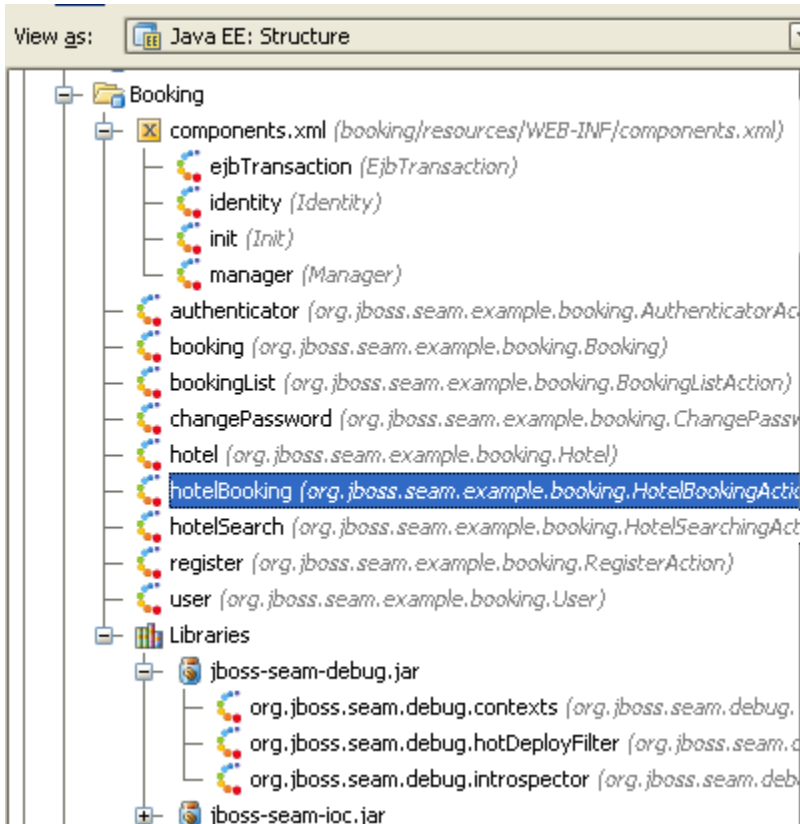 View as: Java EE: Structure
Booking
components.xml (booking/resources/WEB-INF/components.xml)
ejbTransaction (EjbTransaction)
identity (Identity)
init (Init)
manager (Manager)
authenticator (org.jboss.seam.example.booking.AuthenticatorAc
booking (org.jboss.seam.example.booking.Booking)
bookingList (org.jboss.seam.example.booking.BookingListAction)
changePassword (org.jboss.seam.example.booking.ChangePassw
hotel (org.jboss.seam.example.booking.Hotel)
hotelBooking (org.jboss.seam.example.booking.HotelBookingActio
hotelSearch (org.jboss.seam.example.booking.HotelSearchingAct
register (org.jboss.seam.example.booking.RegisterAction)
user (org.jboss.seam.example.booking.User)
Libraries
jboss-seam-debug.jar
org.jboss.seam.debug.contexts (org.jboss.seam.debug.
org.jboss.seam.debug.hotDeployFilter (org.jboss.seam.d
org.jboss.seam.debug.introspector (org.jboss.seam.deb
jboss-seam-ioc.jar